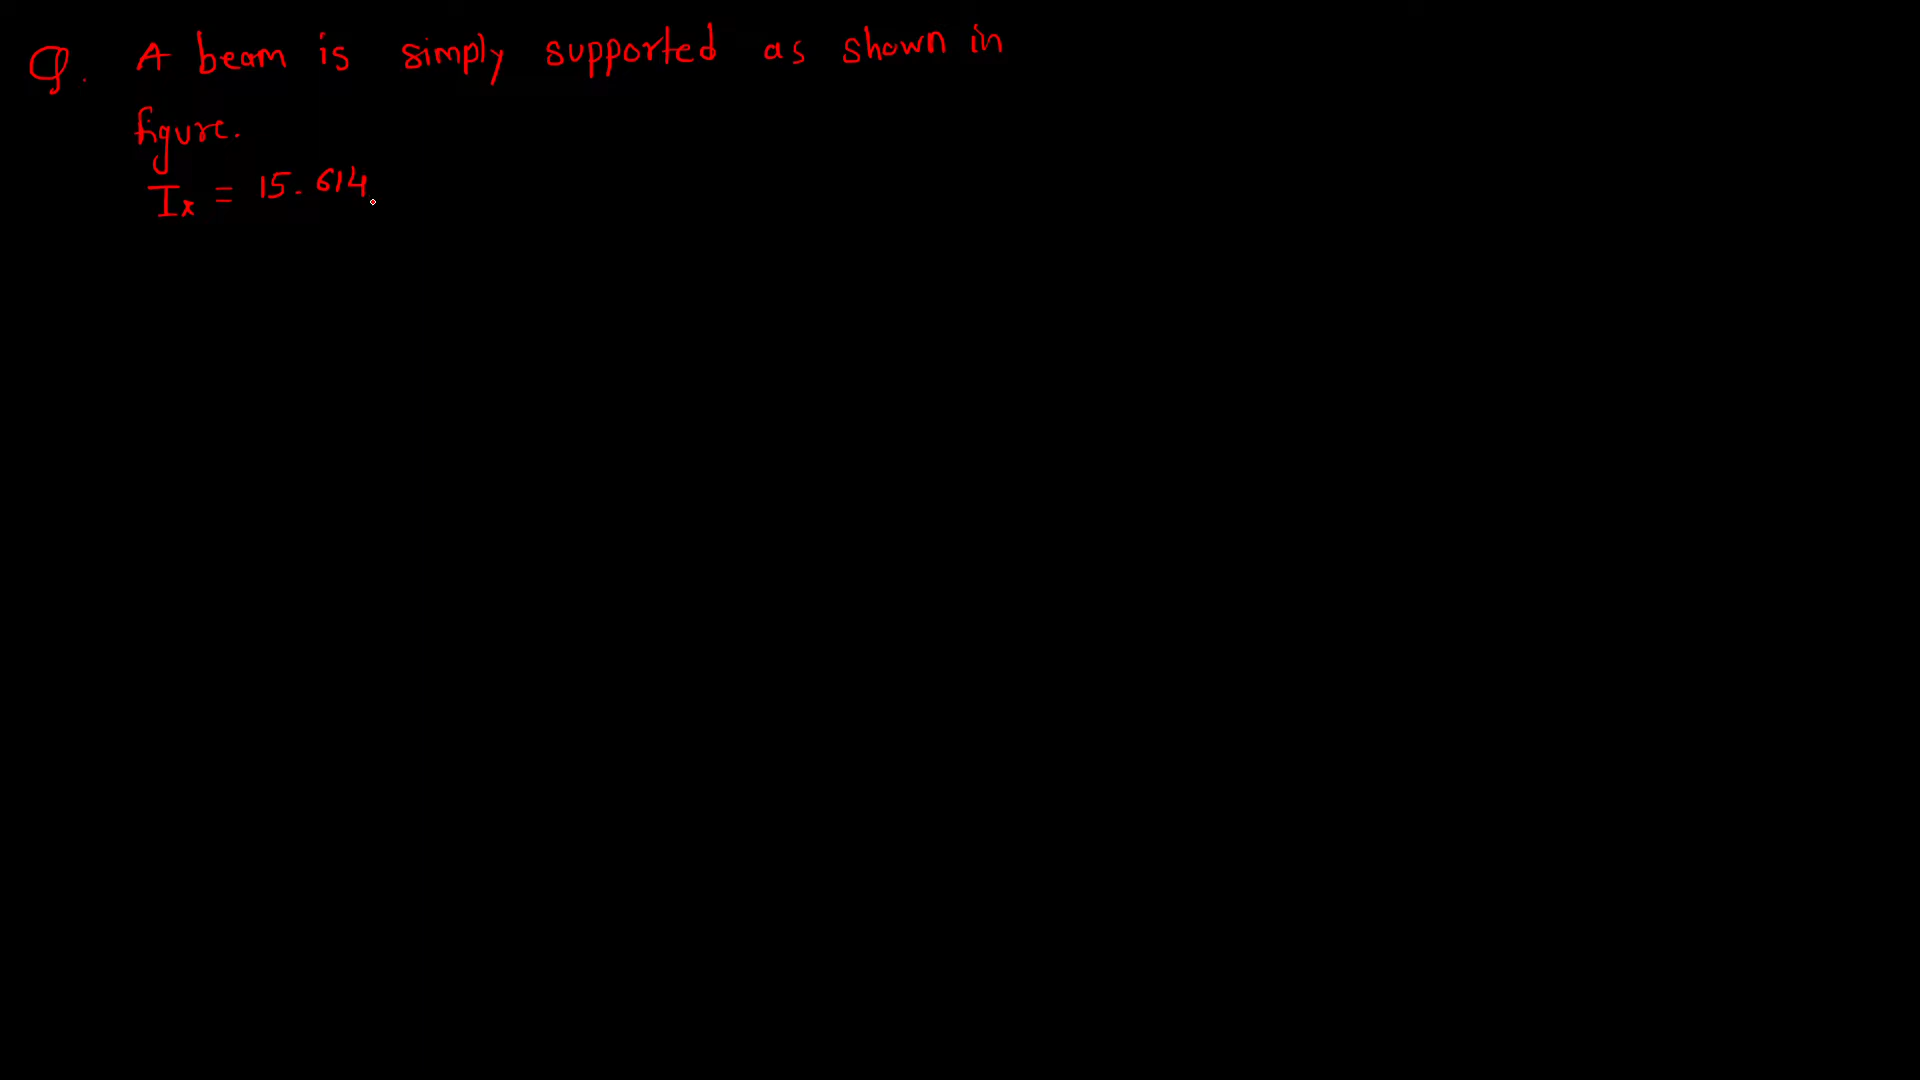 Q. A beam is simply supported as shown in
figure.
Ix = 15.614